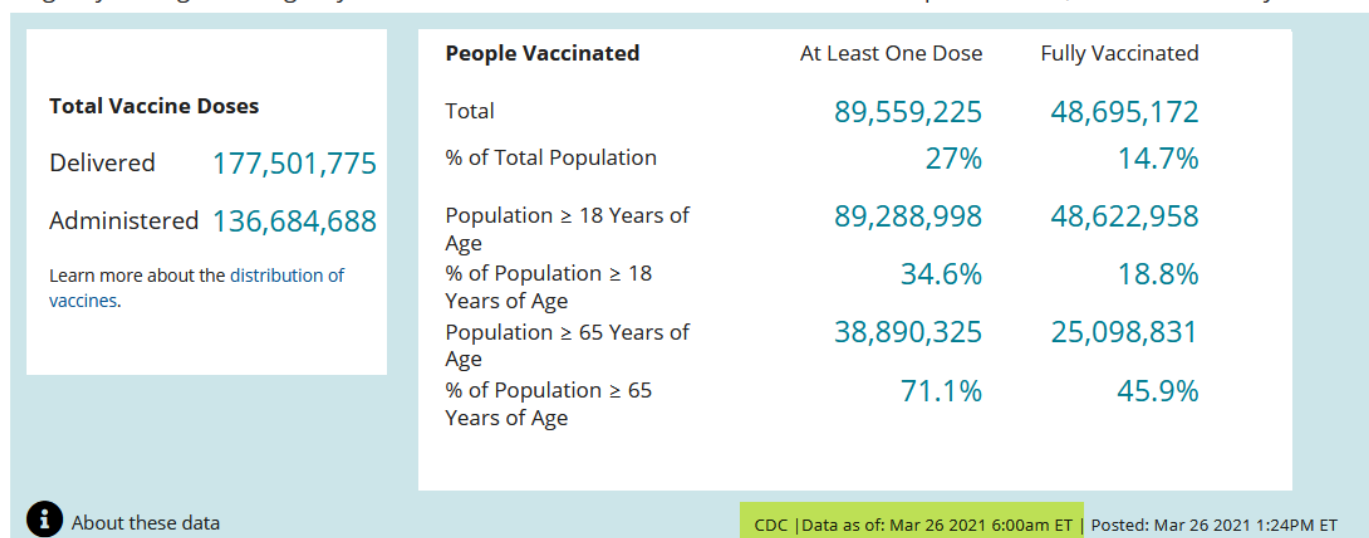 Total Vaccine Doses
Delivered 177,501,775
Administered 136,684,688
Learn more about the distribution of
vaccines.
People Vaccinated At Least One Dose Fully Vaccinated
Total 89,559,225 48,695,172
% of Total Population 27% 14.7%
Population ≥ 18 Years of 89,288,998 48,622,958
Age
% of Population ≥ 18 34.6% 18.8%
Years of Age
Population ≥ 65 Years of 38,890,325 25,098,831
Age
% of Population ≥ 65 71.1% 45.9%
Years of Age
i About these data
CDC |Data as of: Mar 26 2021 6:00am ET | Posted: Mar 26 2021 1:24PM ET